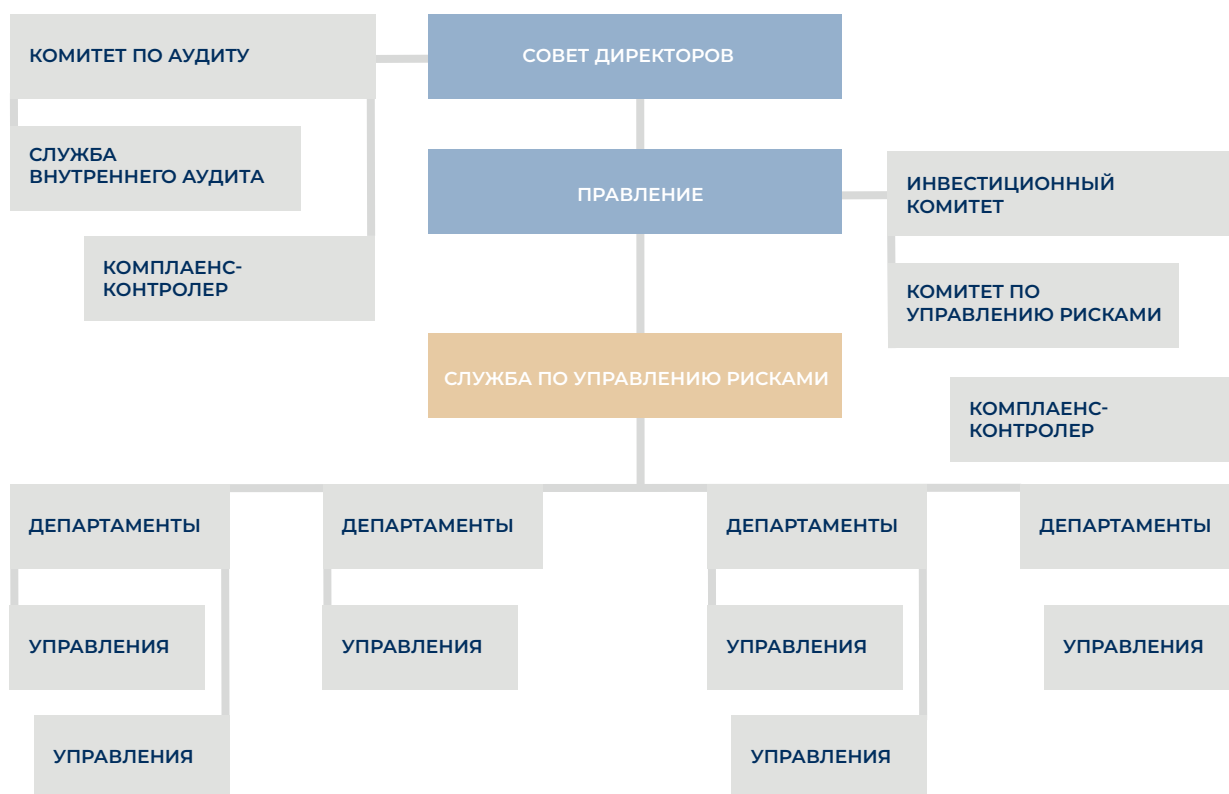 КОМИТЕТ ПО АУДИТУ
СОВЕТ ДИРЕКТОРОВ
СЛУЖБА
ВНУТРЕННЕГО АУДИТА
ПРАВЛЕНИЕ
ИНВЕСТИЦИОННЫЙ
КОМИТЕТ
КОМПЛАЕНС-
КОНТРОЛЕР
КОМИТЕТ ПО
УПРАВЛЕНИЮ РИСКАМИ
СЛУЖБА ПО УПРАВЛЕНИЮ РИСКАМИ
КОМПЛАЕНС-
КОНТРОЛЕР
ДЕПАРТАМЕНТЫ
ДЕПАРТАМЕНТЫ
ДЕПАРТАМЕНТЫ
ДЕПАРТАМЕНТЫ
УПРАВЛЕНИЯ
УПРАВЛЕНИЯ
УПРАВЛЕНИЯ
УПРАВЛЕНИЯ
УПРАВЛЕНИЯ
УПРАВЛЕНИЯ